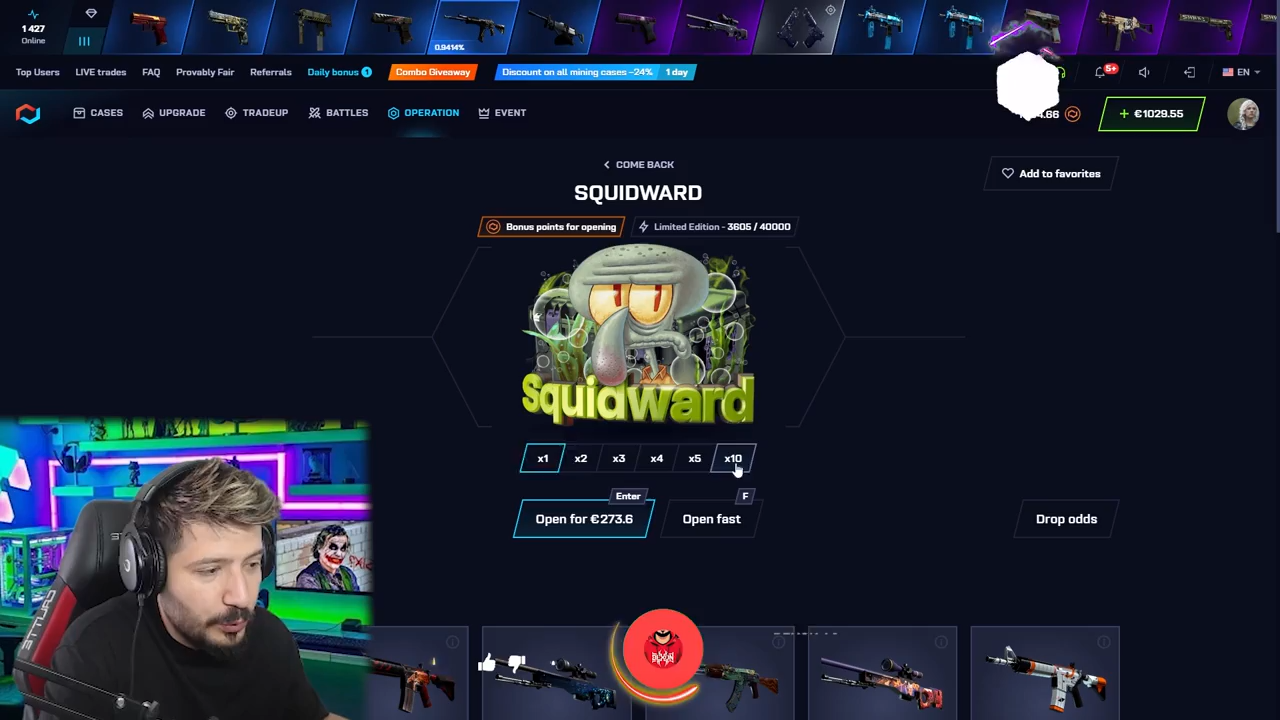 1 427
Online
0.9414%
Top Users
LIVE trades
FAQ
Provably Fair
Referrals
Daily bonus 1
Combo Giveaway
Discount on all mining cases -24%
1 day
5+
EN
CASES
UPGRADE
TRADEUP
BATTLES
OPERATION
EVENT
+ €1029.55
COME BACK
SQUIDWARD
Add to favorites
Bonus points for opening
Limited Edition - 3605 / 40000
Squidward
x1
x2
x3
x4
x5
x10
Enter
F
Open for €273.6
Open fast
Drop odds